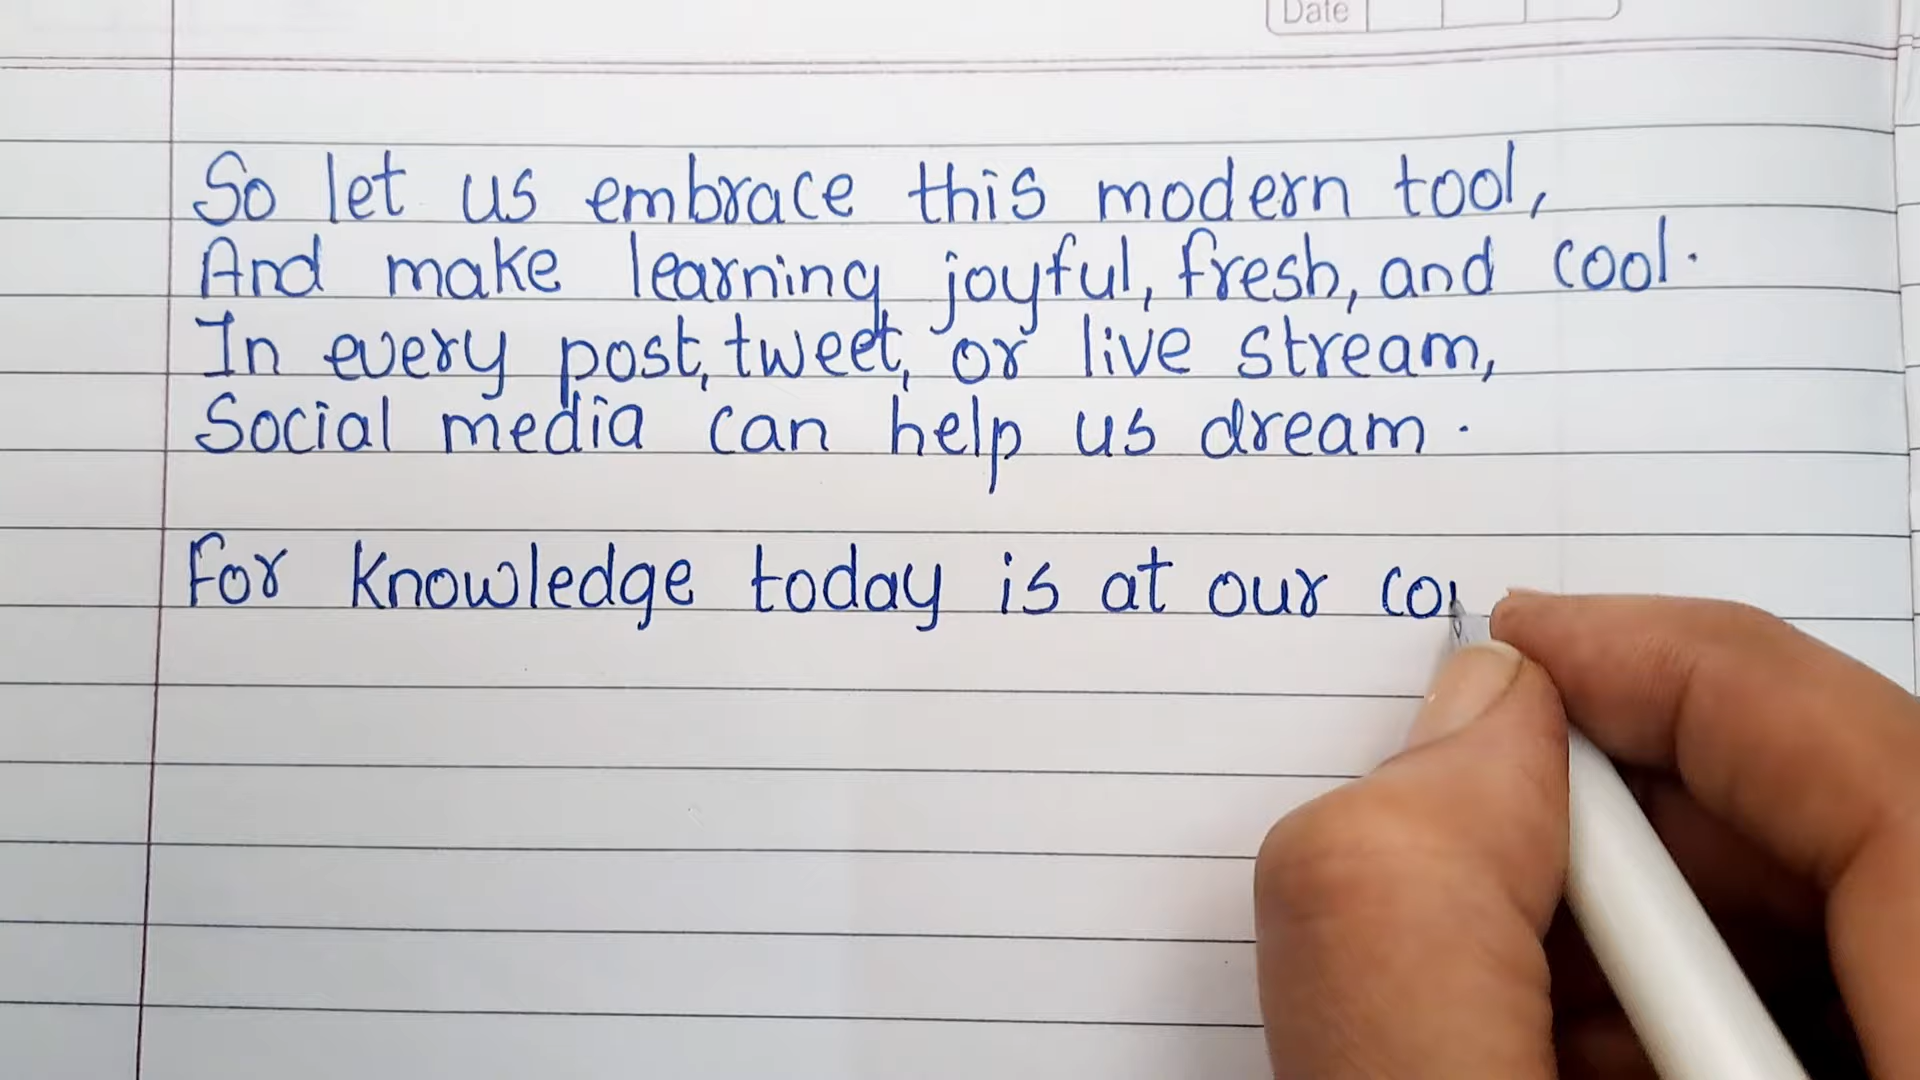 Date
So let us embrace this modern tool,
And make learning joyful, fresh, and cool.
In every post, tweet, or live stream,
Social media can help us dream.
For knowledge today is at our